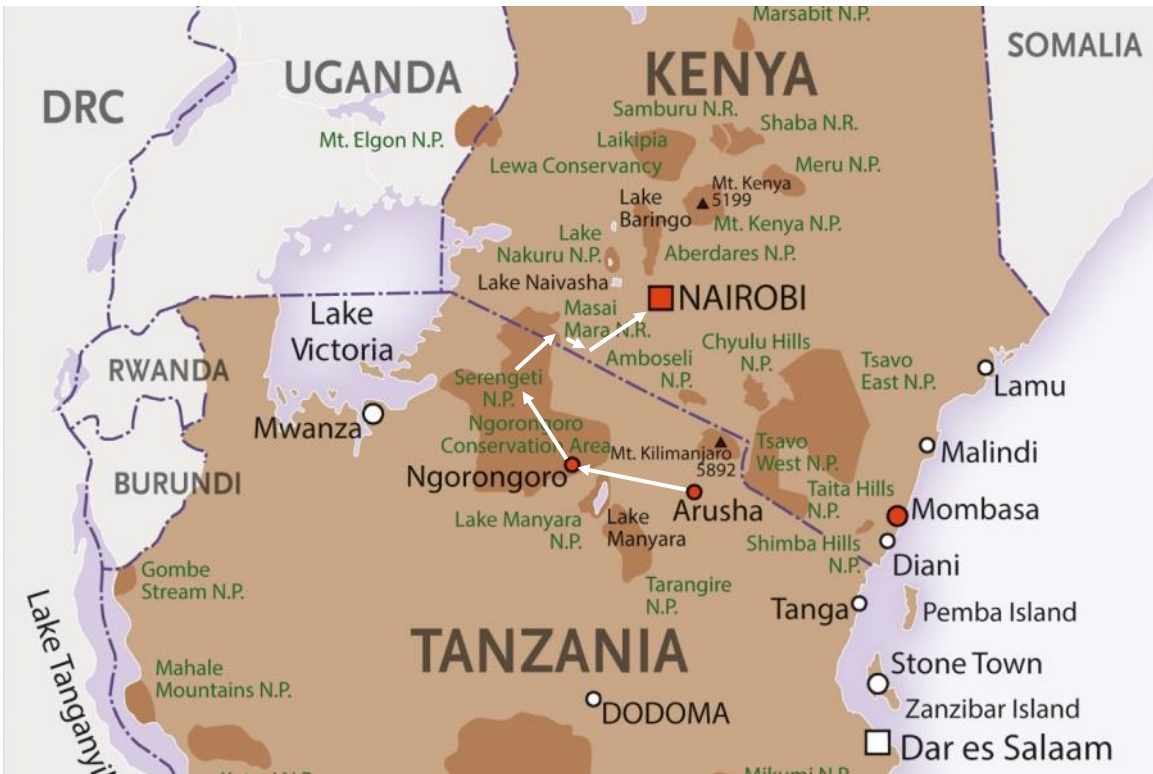 Marsabit N.P.
SOMALIA
KENYA
UGANDA
DRC
Samburu N.R.
Shaba N.R.
Mt. Elgon N.P.
Laikipia
Lewa Conservancy
Meru N.P.
Mt. Kenya
5199
Lake
Baringo
Mt. Kenya N.P.
Lake
Nakuru N.P.
Aberdares N.P.
Lake Naivasha
NAIROBI
Lake
Victoria
Masai
Mara N.R.
Chyulu Hills
N.P.
Amboseli
N.P.
Tsavo
East N.P.
RWANDA
Serengeti
N.P.
Lamu
Mwanza
Ngorongoro
Conservation Area
Mt. Kilimanjaro
5892
Tsavo
West N.P.
Malindi
BURUNDI
Ngorongoro
Taita Hills
N.P.
Arusha
Mombasa
Lake Manyara
N.P.
Lake
Manyara
Shimba Hills
N.P.
Diani
Gombe
Stream N.P.
Tarangire
N.P.
Tanga
Pemba Island
Lake Tanganyi
TANZANIA
Mahale
Mountains N.P.
Stone Town
DODOMA
Zanzibar Island
Dar es Salaam
Mikumi N.P.